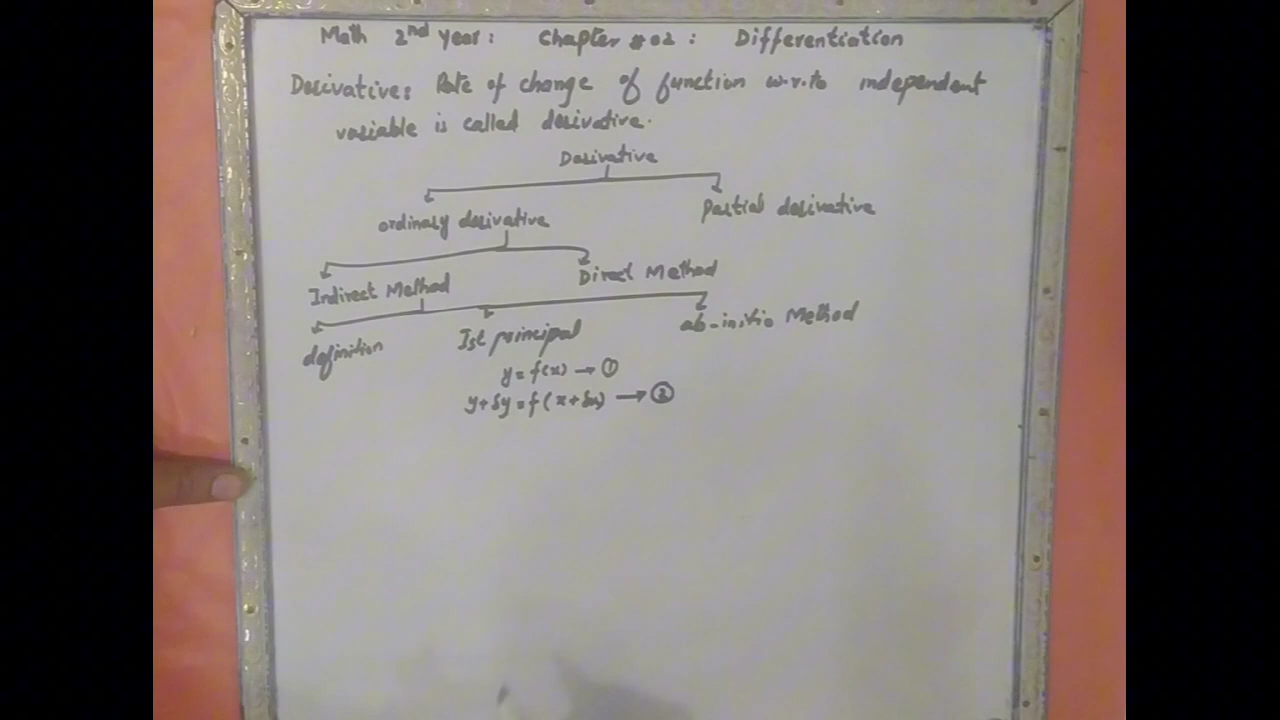 Math 2nd year: Chapter # 02: Differentiation
Derivative: Rate of change of function w.r.to independent
variable is called derivative.
Derivative
ordinary derivative Partial derivative
Indirect Method Direct Method
definition Ist principal ab-initio Method
y = f(x) → ①
y+δy = f(x+δx) → ②